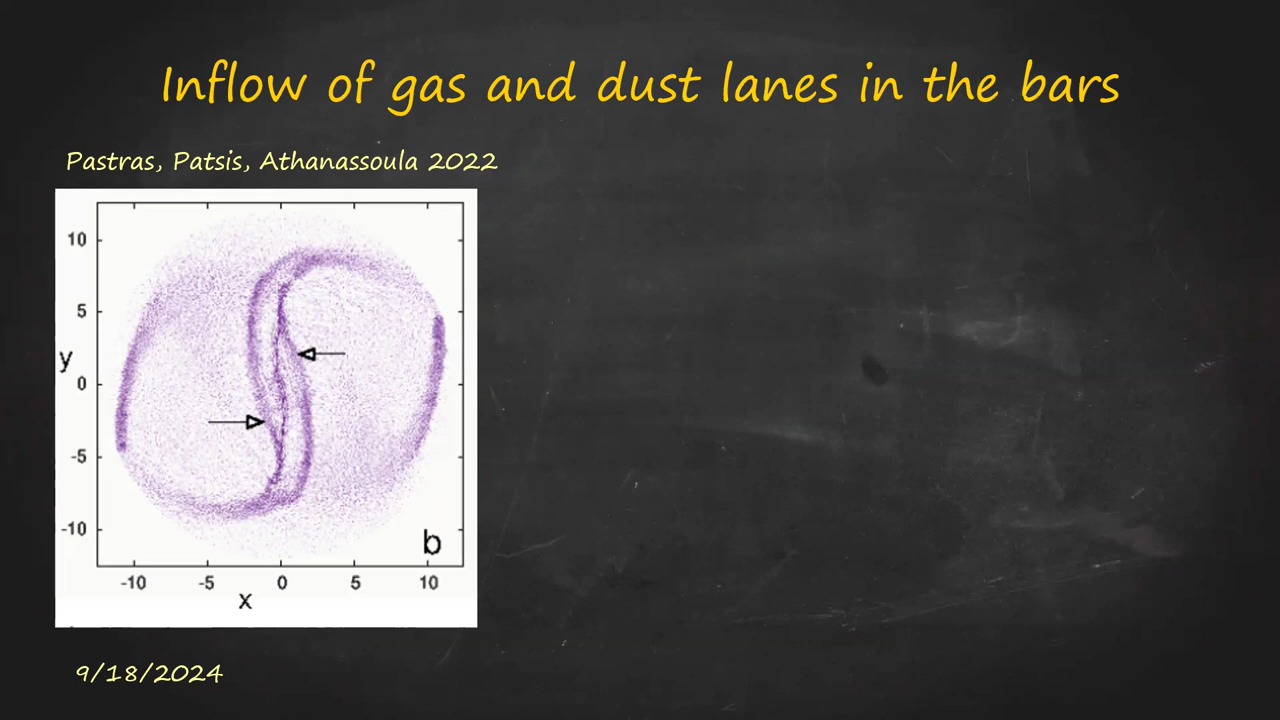 Inflow of gas and dust lanes in the bars
Pastras, Patsis, Athanassoula 2022
10
5
y
0
-5
-10
b
-10 -5 0 5 10
x
9/18/2024